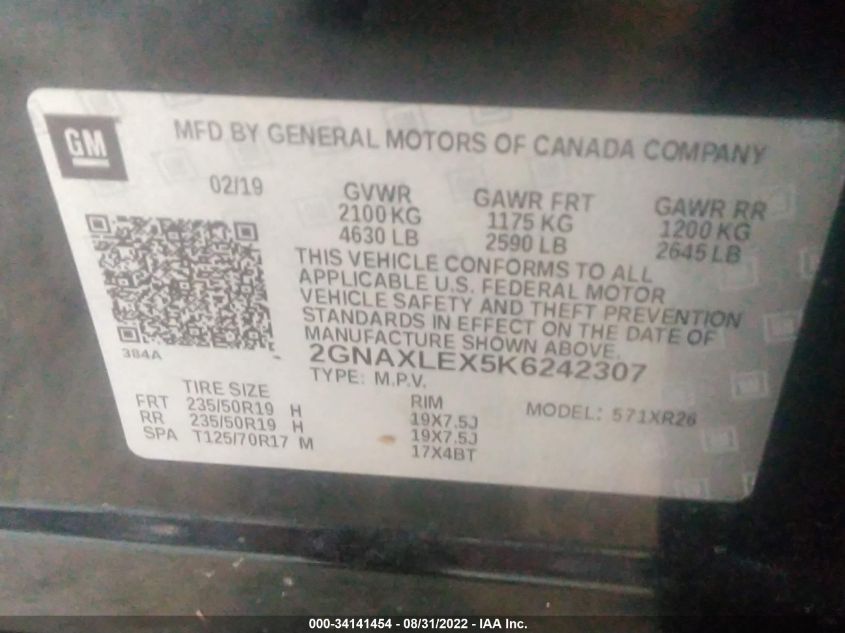 GM
MFD BY GENERAL MOTORS OF CANADA COMPANY
02/19 GVWR GAWR FRT GAWR RR
2100 KG 1175 KG 1200 KG
4630 LB 2590 LB 2645 LB
THIS VEHICLE CONFORMS TO ALL
APPLICABLE U.S. FEDERAL MOTOR
VEHICLE SAFETY AND THEFT PREVENTION
STANDARDS IN EFFECT ON THE DATE OF
MANUFACTURE SHOWN ABOVE.
384A
2GNAXLEX5K6242307
TYPE: M.P.V.
TIRE SIZE RIM MODEL: 571XR26
FRT 235/50R19 H 19X7.5J
RR 235/50R19 H 19X7.5J
SPA T125/70R17 M 17X4BT
000-34141454 - 08/31/2022 - IAA Inc.